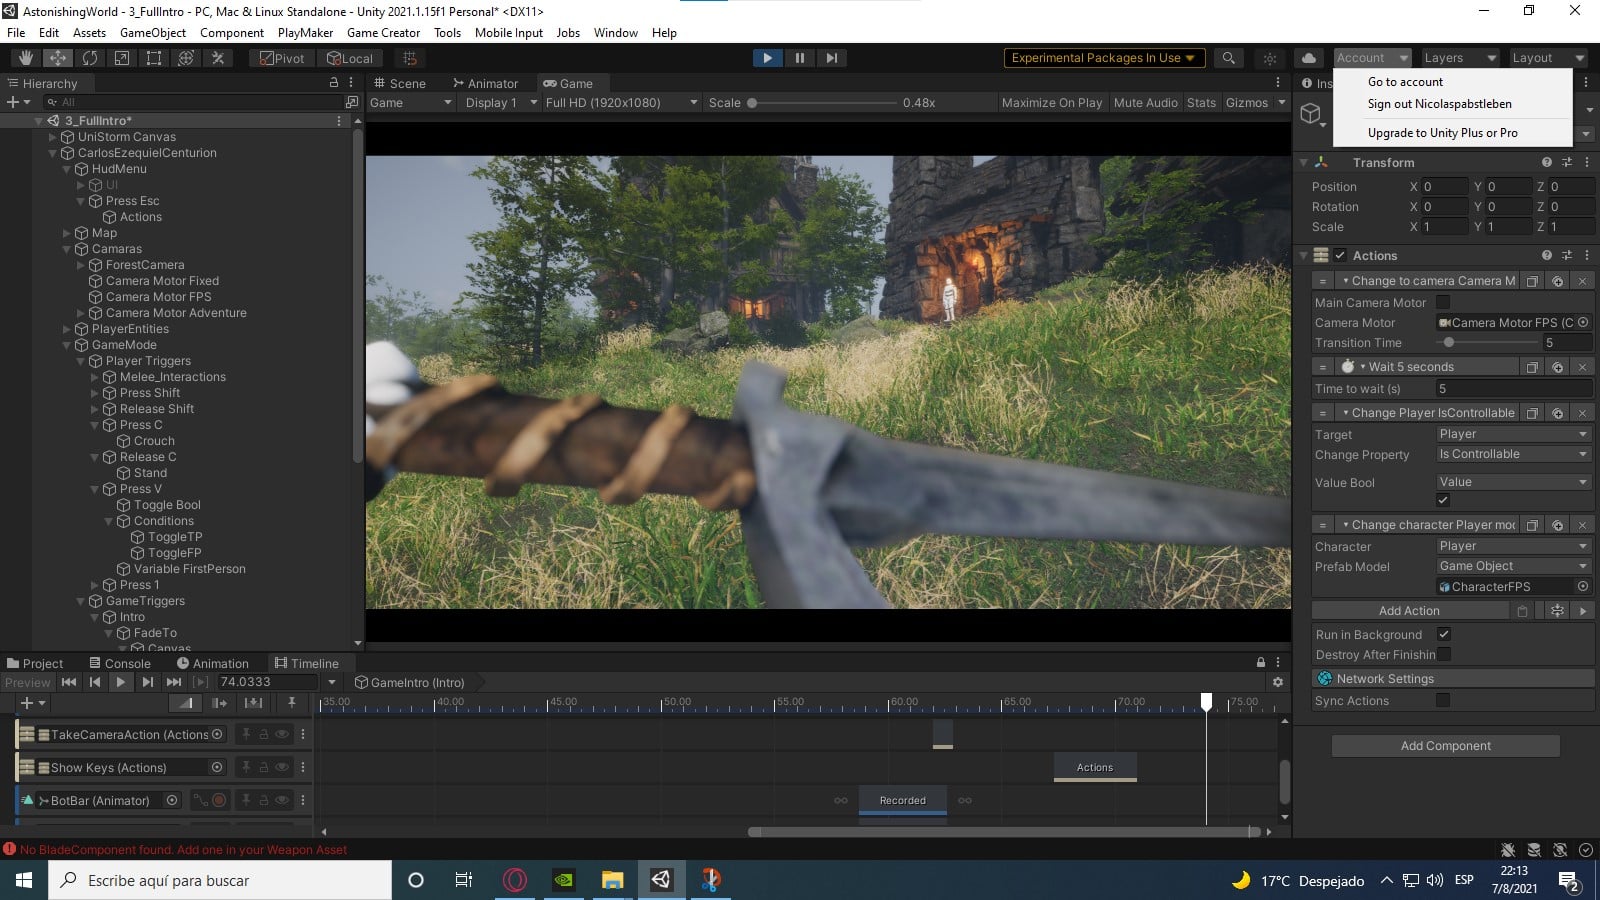 AstonishingWorld - 3_FullIntro - PC, Mac & Linux Standalone - Unity 2021.1.15f1 Personal* <DX11>
File Edit Assets GameObject Component PlayMaker Game Creator Tools Mobile Input Jobs Window Help
Pivot Local Experimental Packages In Use Account Layers Layout
Go to account
Sign out Nicolaspabstleben
Upgrade to Unity Plus or Pro
Hierarchy Scene Animator Game Ins
All Game Display 1 Full HD (1920x1080) Scale 0.48x Maximize On Play Mute Audio Stats Gizmos
3_FullIntro*
UniStorm Canvas
CarlosEzequielCenturion
HudMenu
UI
Press Esc
Actions
Map
Camaras
ForestCamera
Camera Motor Fixed
Camera Motor FPS
Camera Motor Adventure
PlayerEntities
GameMode
Player Triggers
Melee_Interactions
Press Shift
Release Shift
Press C
Crouch
Release C
Stand
Press V
Toggle Bool
Conditions
ToggleTP
ToggleFP
Variable FirstPerson
Press 1
GameTriggers
Intro
FadeTo
Canvas
Transform
Position X 0 Y 0 Z 0
Rotation X 0 Y 0 Z 0
Scale X 1 Y 1 Z 1
Actions
Change to camera Camera M
Main Camera Motor
Camera Motor Camera Motor FPS (C
Transition Time 5
Wait 5 seconds
Time to wait (s) 5
Change Player IsControllable
Target Player
Change Property Is Controllable
Value Bool Value
Change character Player mo
Character Player
Prefab Model Game Object
CharacterFPS
Add Action
Run in Background
Destroy After Finishin
Network Settings
Sync Actions
Add Component
Project Console Animation Timeline
Preview 74.0333 GameIntro (Intro)
35.00 40.00 45.00 50.00 55.00 60.00 65.00 70.00 75.00
TakeCameraAction (Actions
Show Keys (Actions) Actions
BotBar (Animator) Recorded
No BladeComponent found. Add one in your Weapon Asset
Escribe aquí para buscar 17°C Despejado ESP 22:13
7/8/2021 2